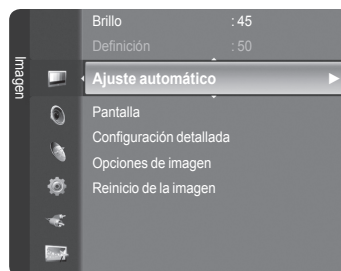 Imagen
Brillo : 45
Definición : 50
Ajuste automático
Pantalla
Configuración detallada
Opciones de imagen
Reinicio de la imagen